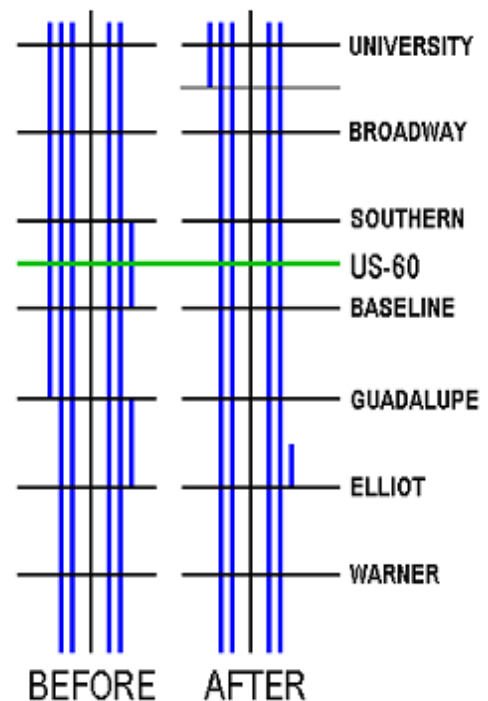 UNIVERSITY
BROADWAY
SOUTHERN
US-60
BASELINE
GUADALUPE
ELLIOT
WARNER
BEFORE AFTER